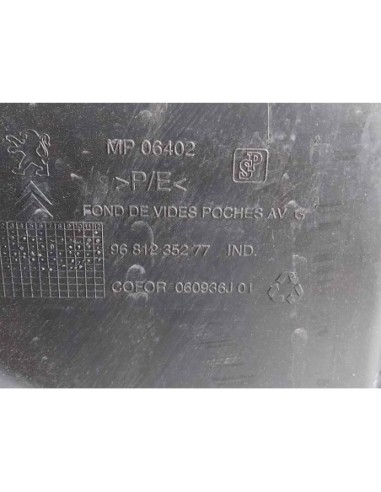 MP 06402
>P/E<
FOND DE VIDES POCHES AV G
96 812 352 77 IND.
COFOR 060936J 01